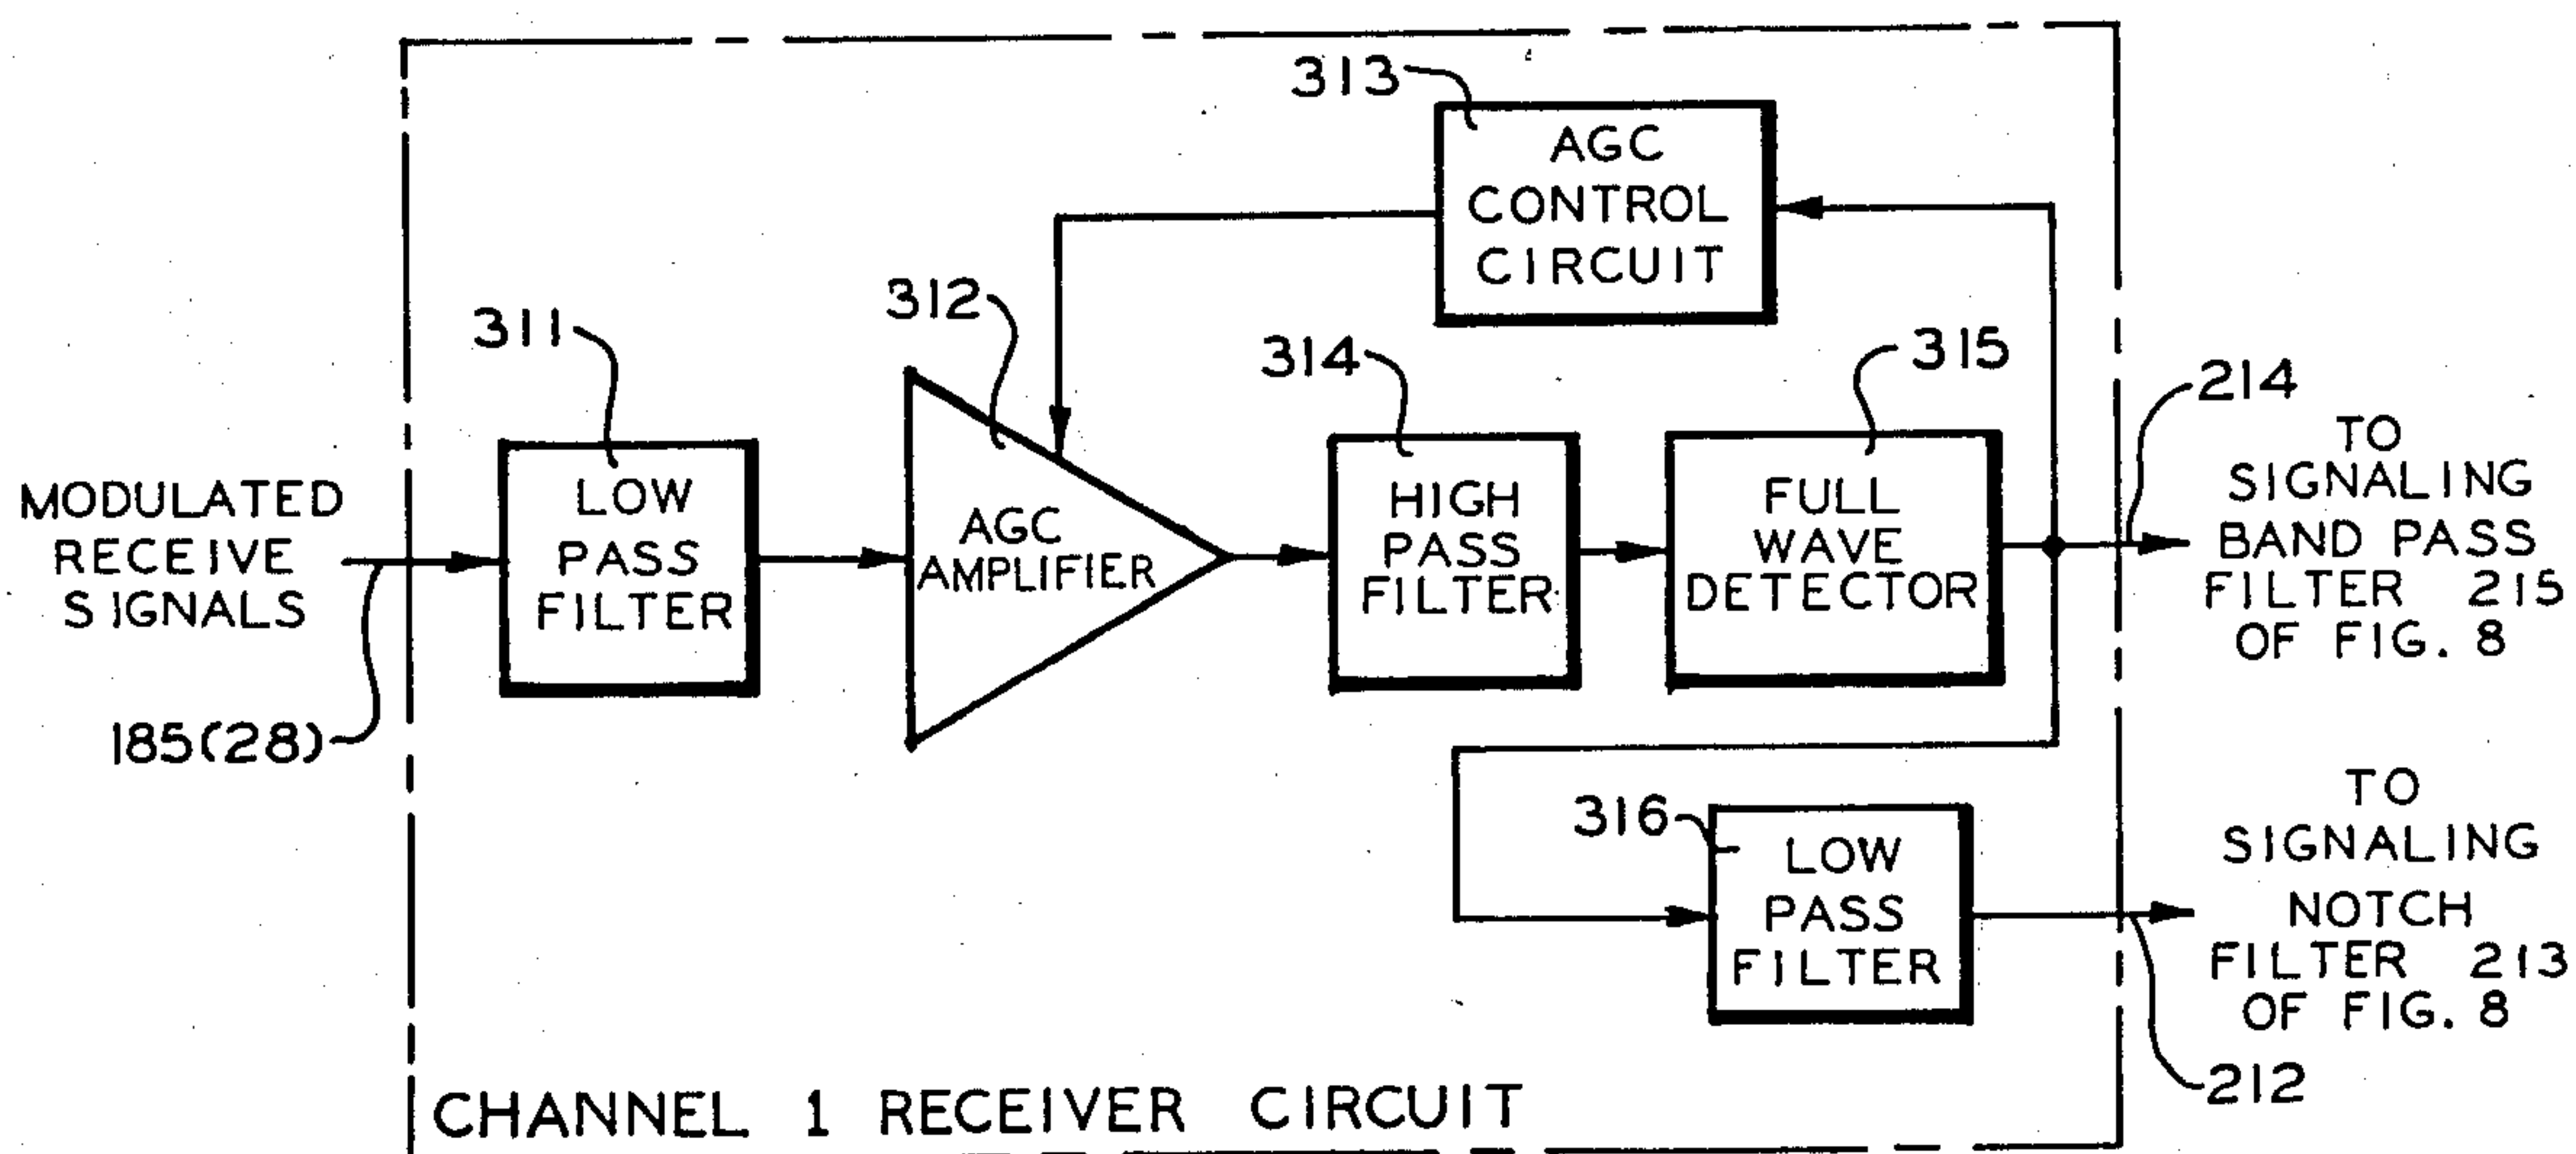 313
AGC
CONTROL
CIRCUIT
312
311
314
315
214
MODULATED
RECEIVE
SIGNALS
185(28)
LOW
PASS
FILTER
AGC
AMPLIFIER
HIGH
PASS
FILTER
FULL
WAVE
DETECTOR
TO
SIGNALING
BAND PASS
FILTER 215
OF FIG. 8
316
LOW
PASS
FILTER
TO
SIGNALING
NOTCH
FILTER 213
OF FIG. 8
212
CHANNEL 1 RECEIVER CIRCUIT